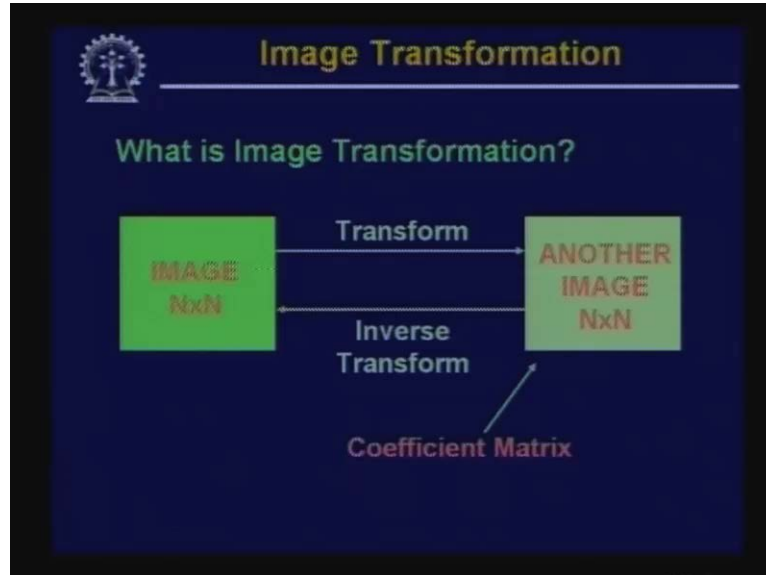 Image Transformation
What is Image Transformation?
IMAGE
NxN
Transform
Inverse
Transform
ANOTHER
IMAGE
NxN
Coefficient Matrix